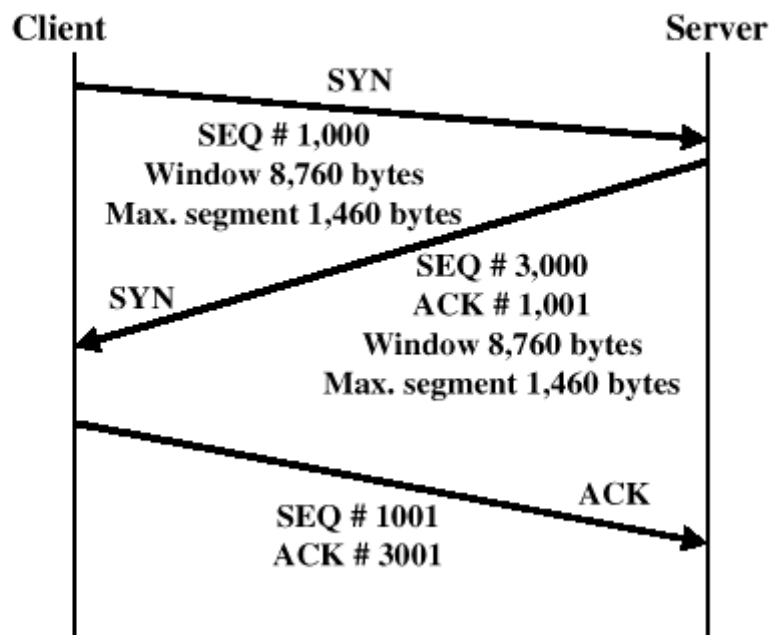 Client
Server
SYN
SEQ # 1,000
Window 8,760 bytes
Max. segment 1,460 bytes
SEQ # 3,000
SYN
ACK # 1,001
Window 8,760 bytes
Max. segment 1,460 bytes
ACK
SEQ # 1001
ACK # 3001